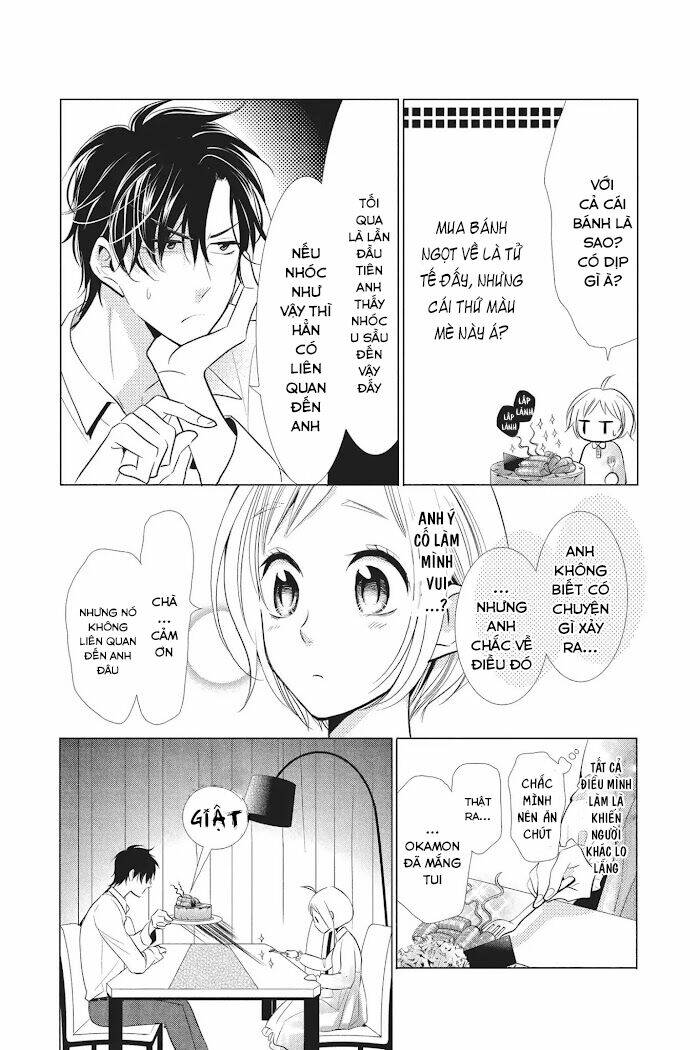 VỚI
CẢ CÁI
BÁNH LÀ
SAO?
CÓ DỊP
GÌ À?
MUA BÁNH
NGỌT VỀ LÀ TỬ
TẾ ĐẤY, NHƯNG
CÁI THỨ MÀU
MÈ NÀY Á?
LẤP
LÁNH
LẤP
LÁNH
TỐI
QUA
LÀ LẦN
ĐẦU
TIÊN
ANH
THẤY
NHÓC
U SẦU
ĐẾN
VẬY
ĐẤY
NẾU
NHÓC
NHƯ
VẬY THÌ
HẲN
CÓ
LIÊN
QUAN
ĐẾN
ANH
ANH
KHÔNG
BIẾT CÓ
CHUYỆN
GÌ XẢY
RA...
...
NHƯNG
ANH
CHẮC VỀ
ĐIỀU ĐÓ
ANH Ý
CỐ LÀM
MÌNH
VUI
...?
CHÀ
...
CẢM
ƠN
NHƯNG NÓ
KHÔNG
LIÊN QUAN
ĐẾN ANH
ĐÂU
TẤT CẢ
ĐIỀU MÌNH
LÀM LÀ
KHIẾN
NGƯỜI
KHÁC LO
LẮNG
CHẮC
MÌNH
NÊN ĂN
CHÚT
THẬT
RA...
...
OKAMON
ĐÃ MẮNG
TUI
GIẬT